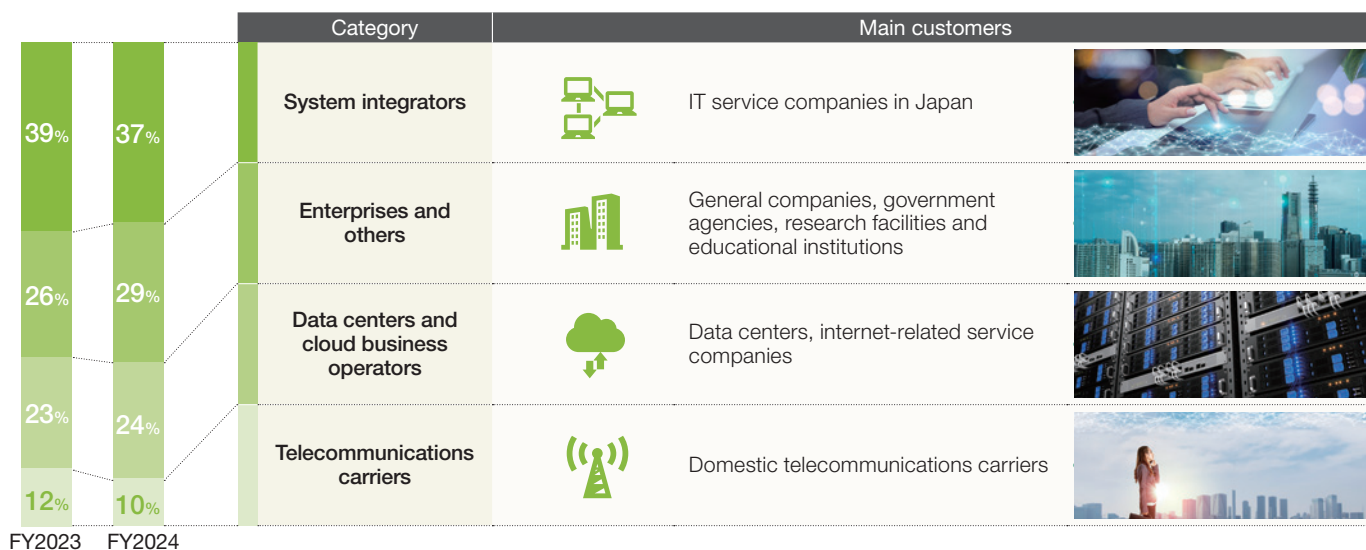 Category
Main customers
39%
37%
System integrators
IT service companies in Japan
26%
29%
Enterprises and
others
General companies, government
agencies, research facilities and
educational institutions
23%
24%
Data centers and
cloud business
operators
Data centers, internet-related service
companies
12%
10%
Telecommunications
carriers
Domestic telecommunications carriers
FY2023
FY2024